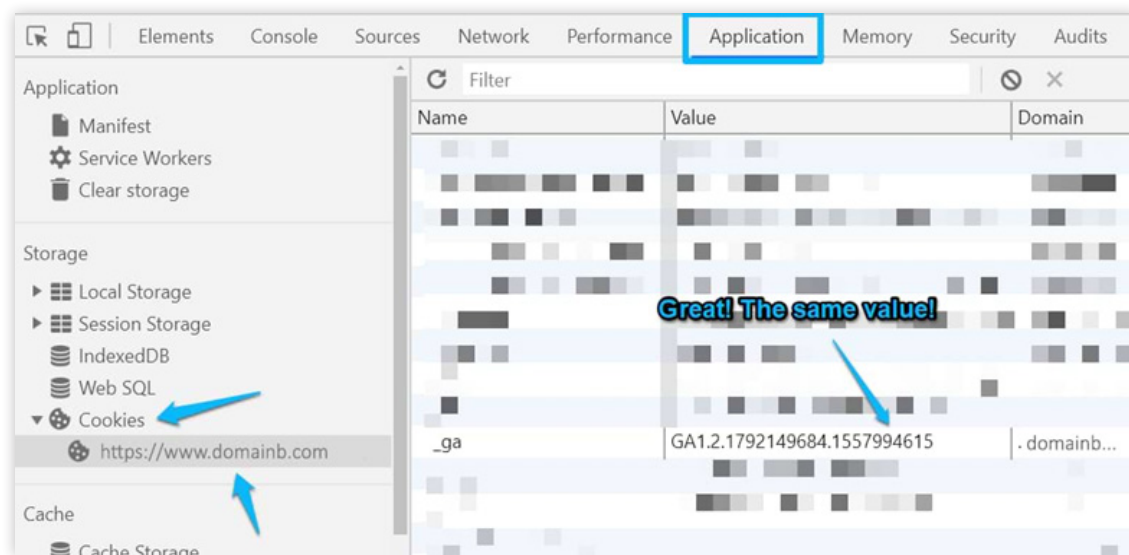 Elements Console Sources Network Performance Application Memory Security Audits
Application
Manifest
Service Workers
Clear storage
Storage
Local Storage
Session Storage
IndexedDB
Web SQL
Cookies
https://www.domainb.com
Cache
Cache Storage
Filter
Name Value Domain
Great! The same value!
_ga GA1.2.1792149684.1557994615 .domainb...